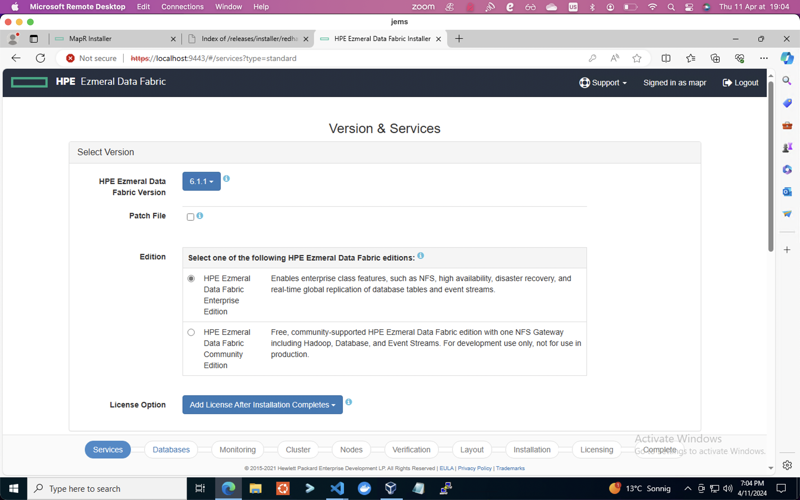 Microsoft Remote Desktop Edit Connections Window Help zoom US Thu 11 Apr at 19:04
jems
MapR Installer Index of /releases/installer/redha HPE Ezmeral Data Fabric Installer
Not secure https://localhost:9443/#/services?type=standard
HPE Ezmeral Data Fabric Support Signed in as mapr Logout
Version & Services
Select Version
HPE Ezmeral Data
Fabric Version
6.1.1
Patch File
Edition
Select one of the following HPE Ezmeral Data Fabric editions:
HPE Ezmeral
Data Fabric
Enterprise
Edition
Enables enterprise class features, such as NFS, high availability, disaster recovery, and
real-time global replication of database tables and event streams.
HPE Ezmeral
Data Fabric
Community
Edition
Free, community-supported HPE Ezmeral Data Fabric edition with one NFS Gateway
including Hadoop, Database, and Event Streams. For development use only, not for use in
production.
License Option
Add License After Installation Completes
Services Databases Monitoring Cluster Nodes Verification Layout Installation Licensing Complete
Activate Windows
Go to Settings to activate Windows.
© 2015-2021 Hewlett Packard Enterprise Development LP. All Rights Reserved | EULA | Privacy Policy | Trademarks
Type here to search
13°C Sonnig
7:04 PM
4/11/2024